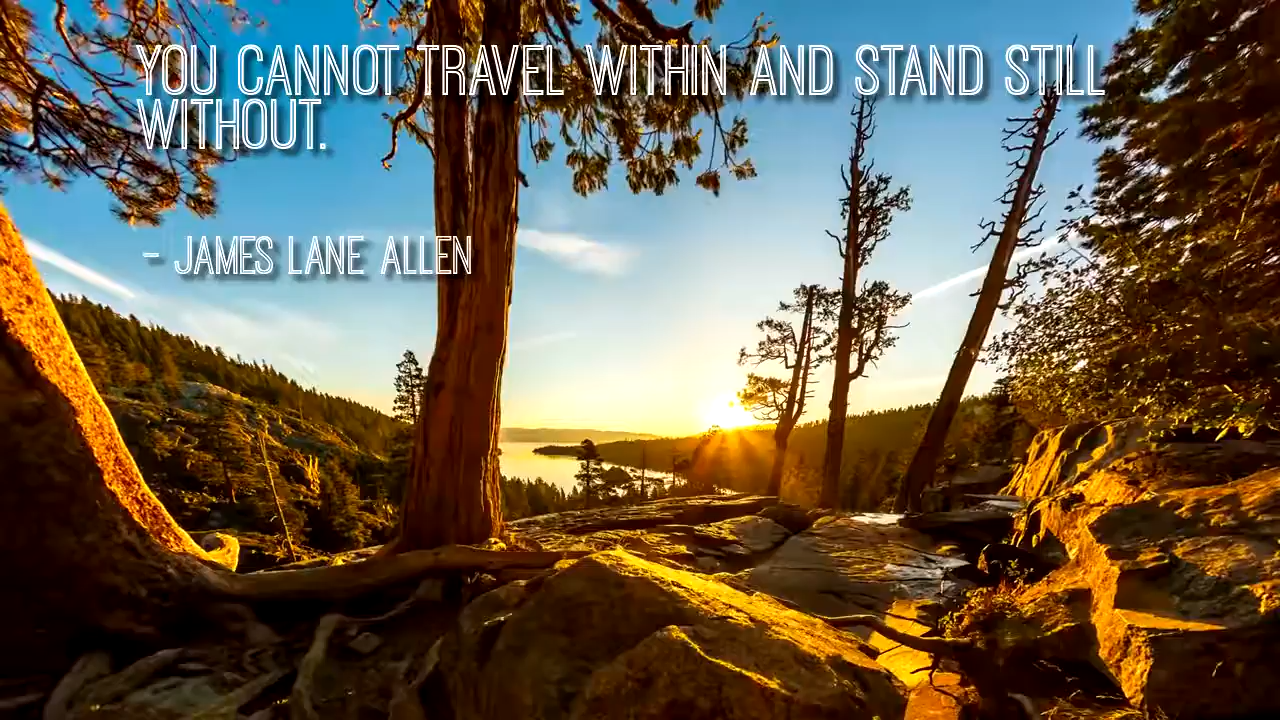 YOU CANNOT TRAVEL WITHIN AND STAND STILL
WITHOUT.
- JAMES LANE ALLEN